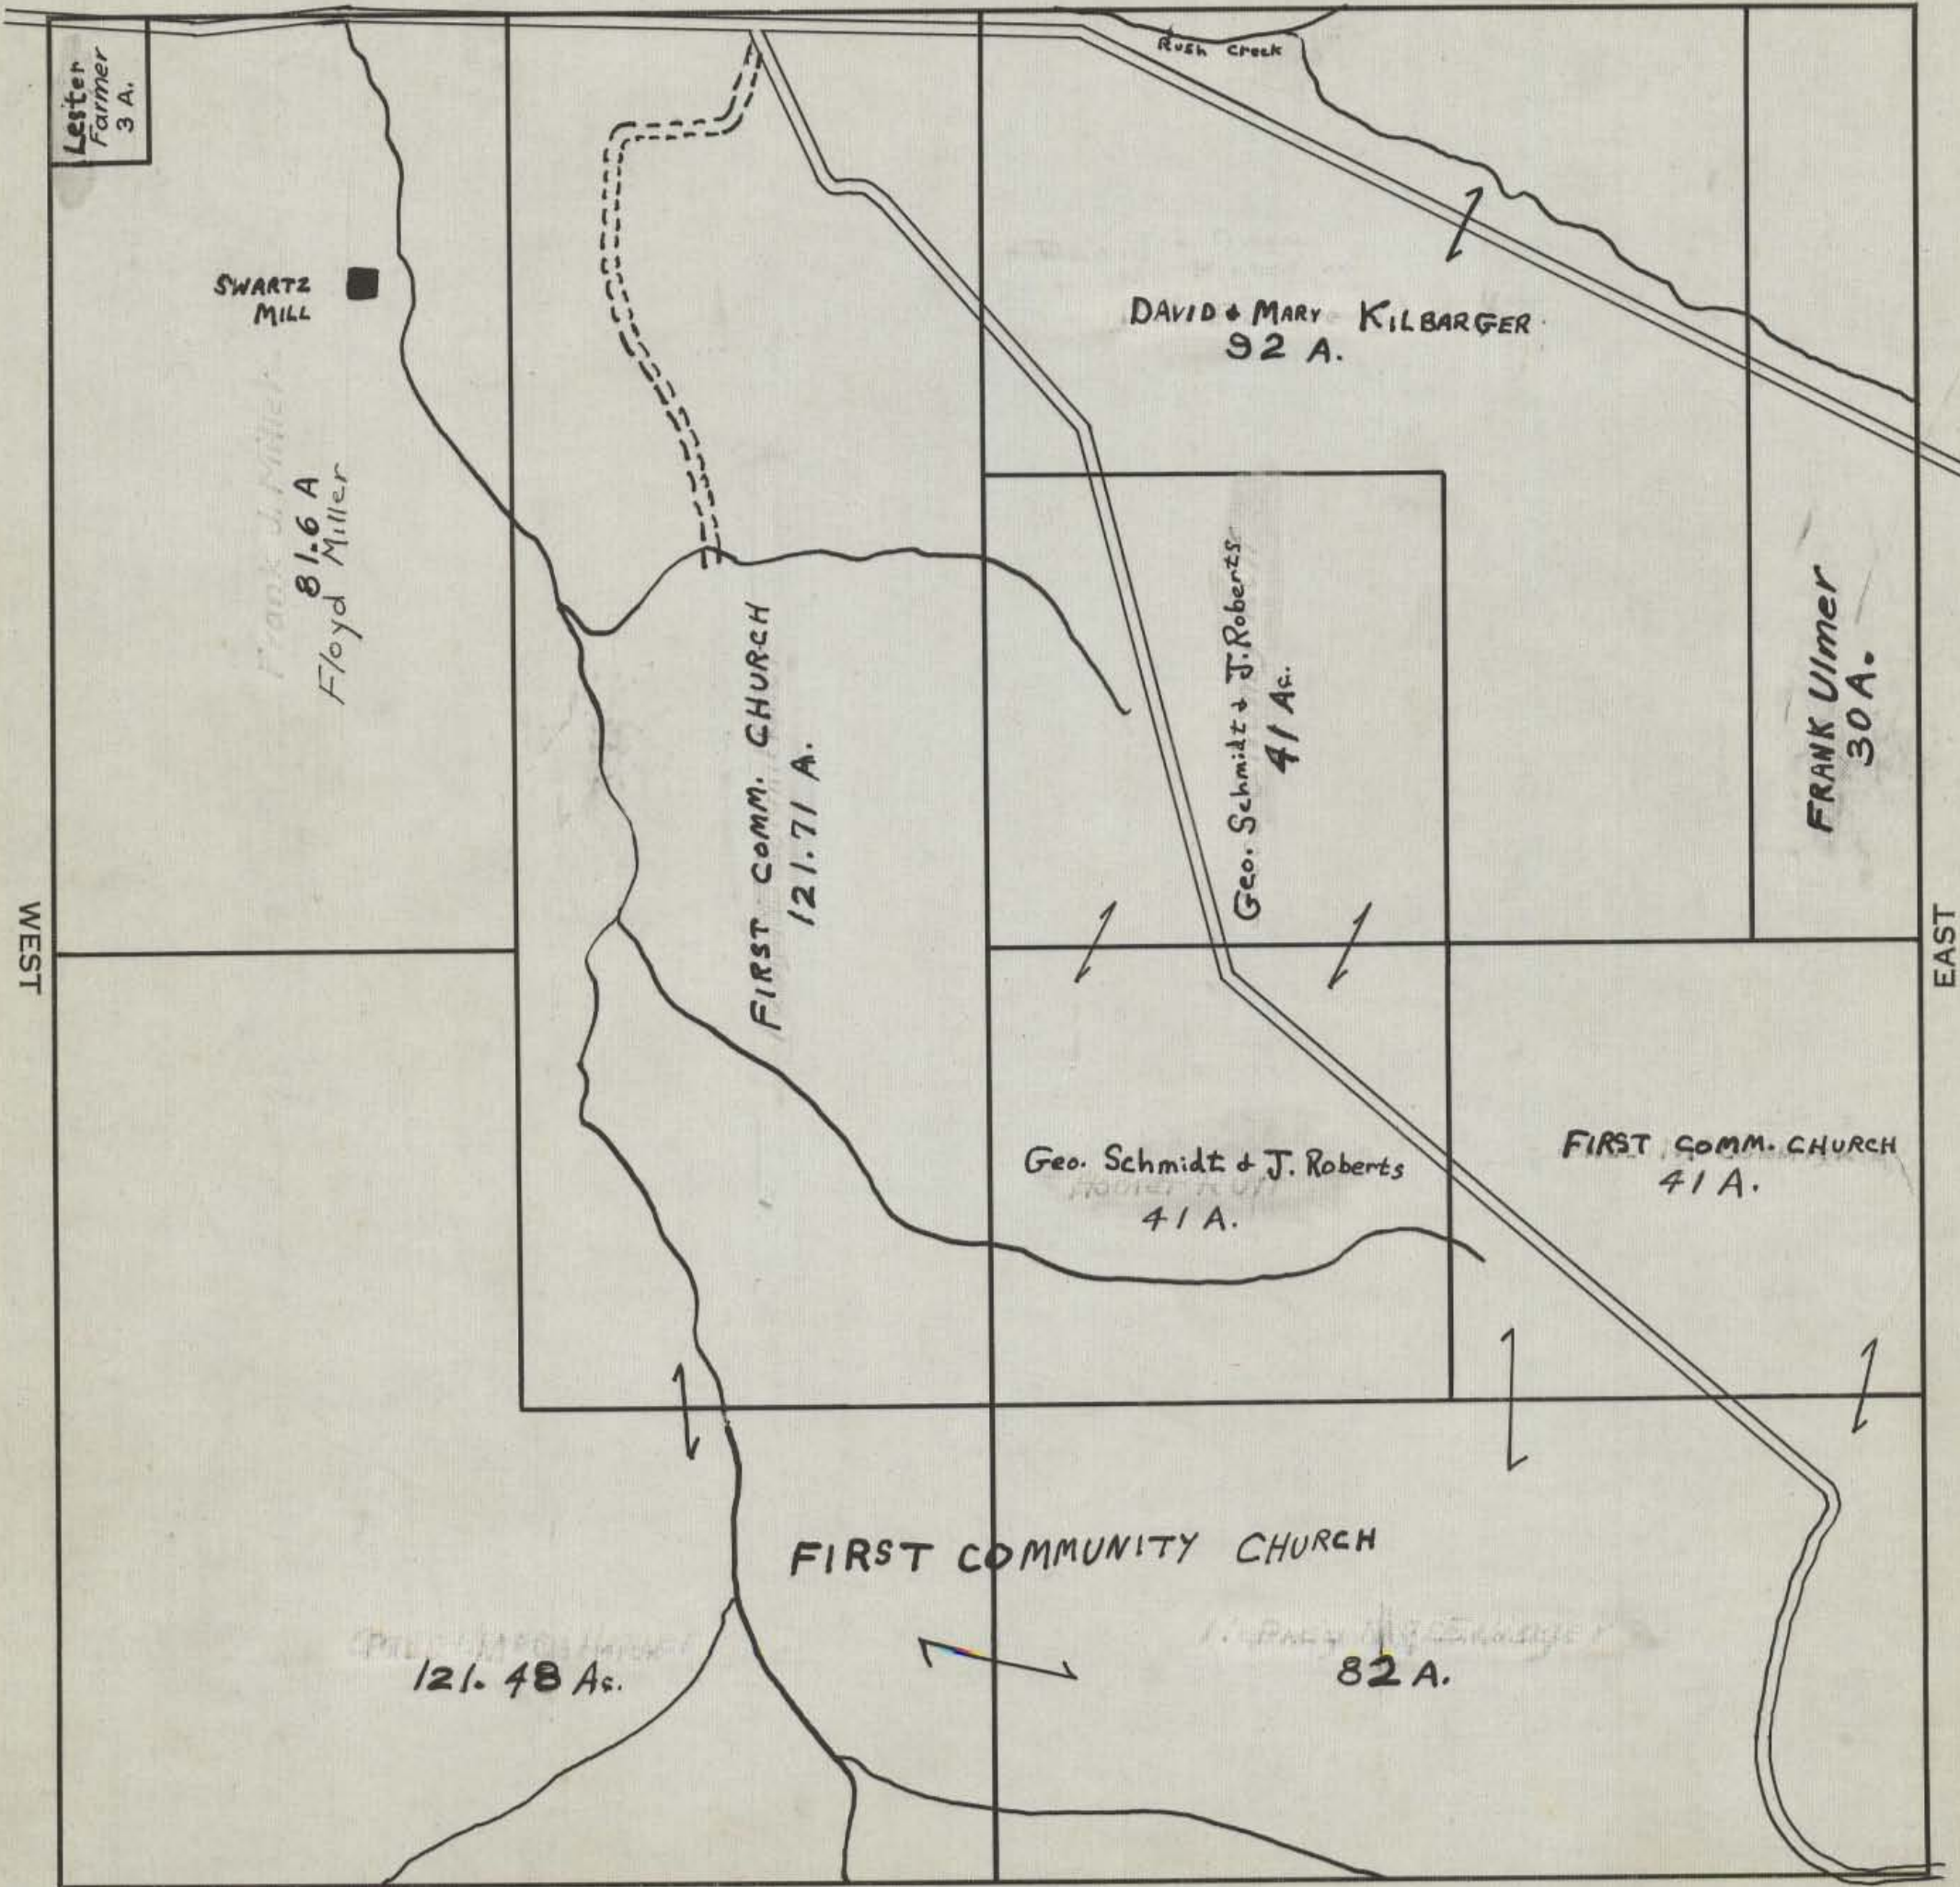 Lester
Farmer
3 A.
Rush Creek
SWARTZ
MILL
DAVID & MARY KILBARGER
92 A.
81.6 A
Floyd Miller
FIRST COMM. CHURCH
121.71 A.
Geo. Schmidt & J. Roberts
41 Ac.
FRANK Ulmer
30 A.
WEST
EAST
Geo. Schmidt & J. Roberts
41 A.
FIRST COMM. CHURCH
41 A.
FIRST COMMUNITY CHURCH
121.48 Ac.
82 A.